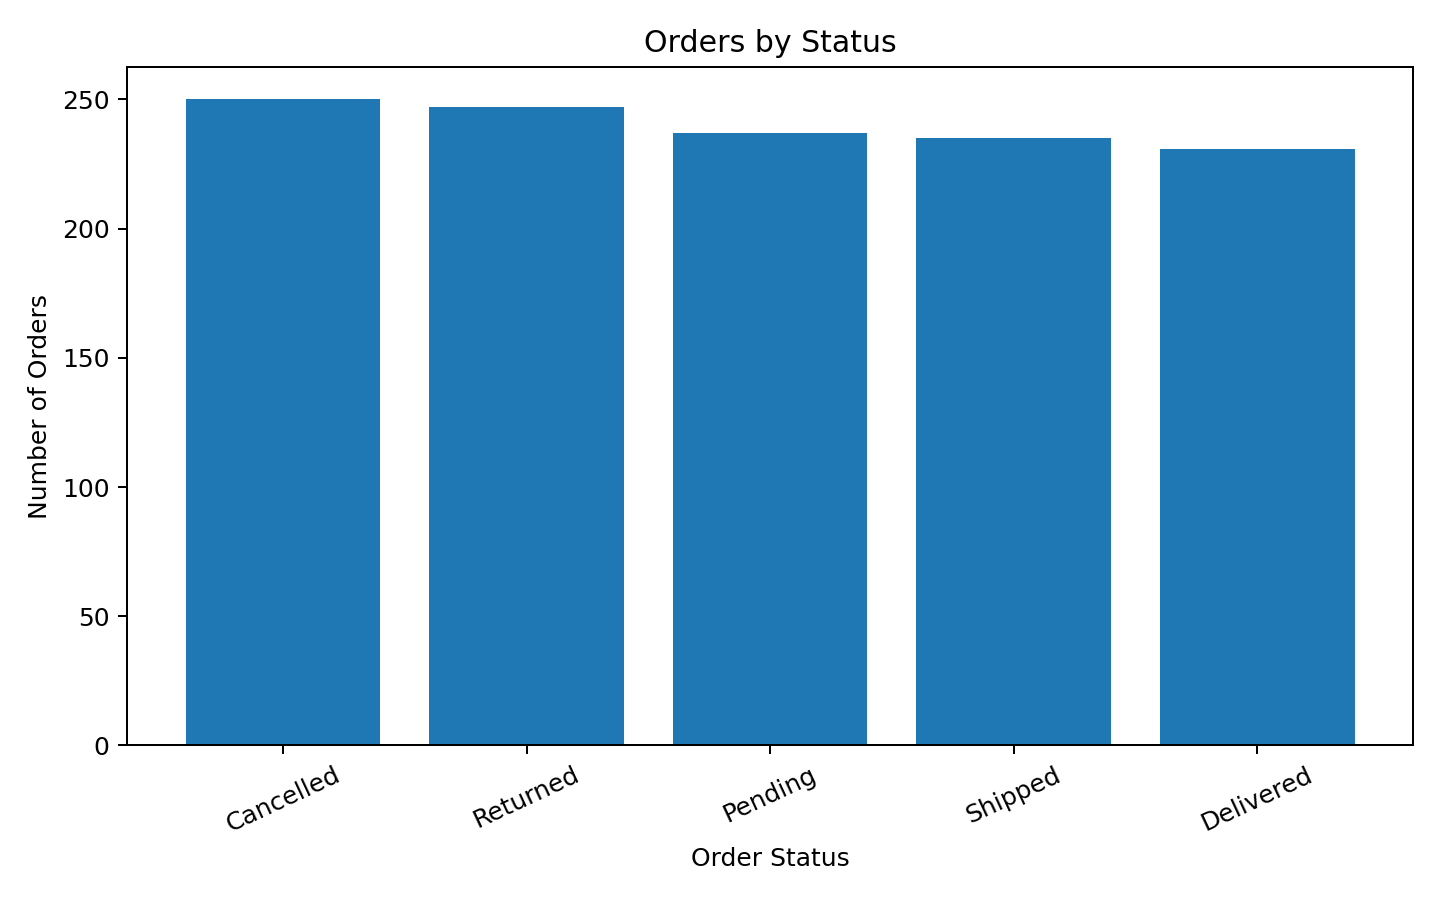 Orders by Status
Number of Orders
250
200
150
100
50
0
Cancelled
Returned
Pending
Shipped
Delivered
Order Status